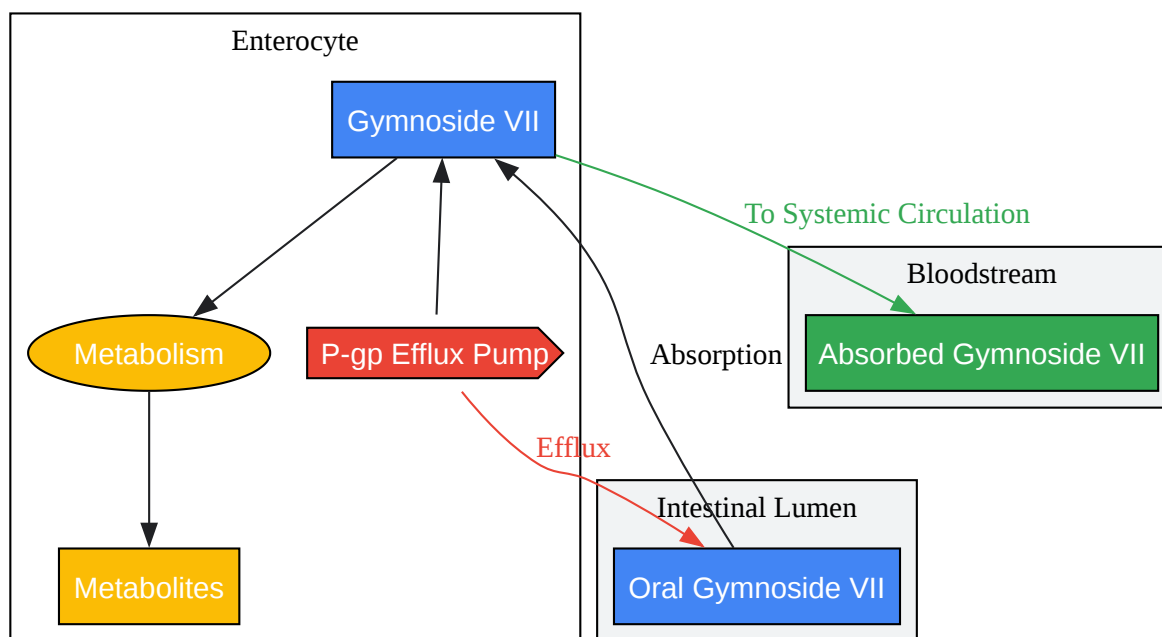 Enterocyte
Gymnoside VII
To Systemic Circulation
Bloodstream
Metabolism
P-gp Efflux Pump
Absorption
Absorbed Gymnoside VII
Efflux
Intestinal Lumen
Metabolites
Oral Gymnoside VII